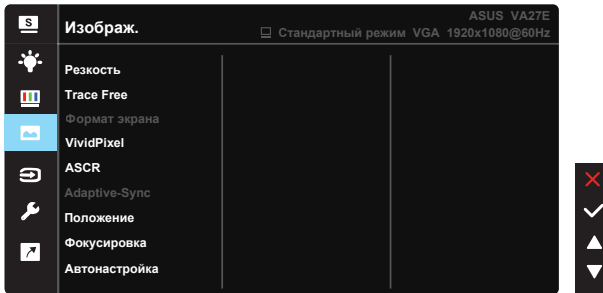 S
Изображ.
ASUS VA27E
Стандартный режим VGA 1920x1080@60Hz
Резкость
Trace Free
Формат экрана
VividPixel
ASCR
Adaptive-Sync
Положение
Фокусировка
Автонастройка